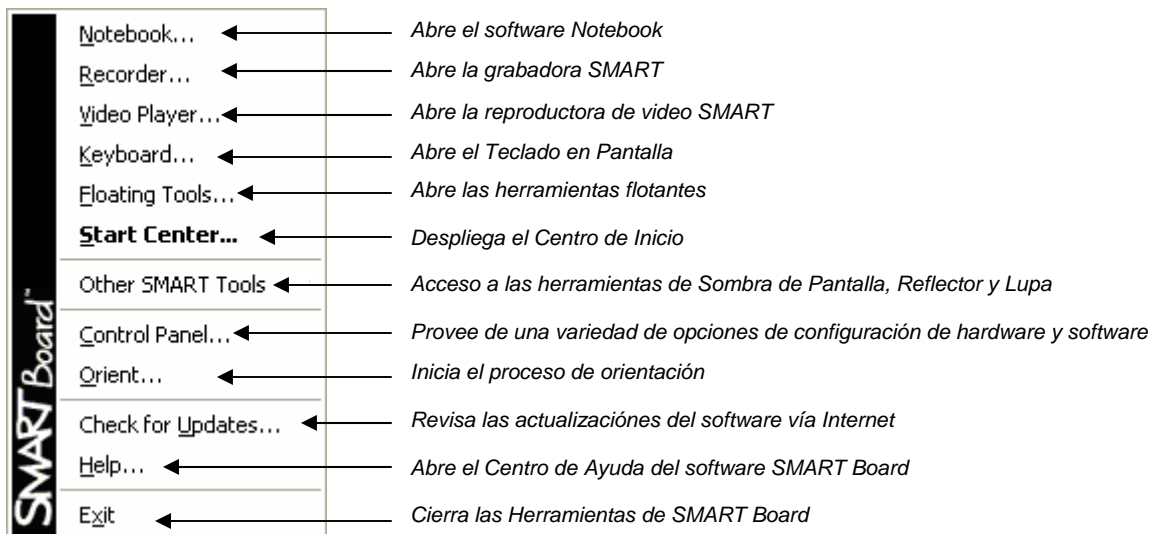 Notebook... Abre el software Notebook
Recorder... Abre la grabadora SMART
Video Player... Abre la reproductora de video SMART
Keyboard... Abre el Teclado en Pantalla
Floating Tools... Abre las herramientas flotantes
Start Center... Despliega el Centro de Inicio
Other SMART Tools Acceso a las herramientas de Sombra de Pantalla, Reflector y Lupa
Control Panel... Provee de una variedad de opciones de configuración de hardware y software
Orient... Inicia el proceso de orientación
Check for Updates... Revisa las actualizaciónes del software vía Internet
Help... Abre el Centro de Ayuda del software SMART Board
Exit Cierra las Herramientas de SMART Board
SMART Board™